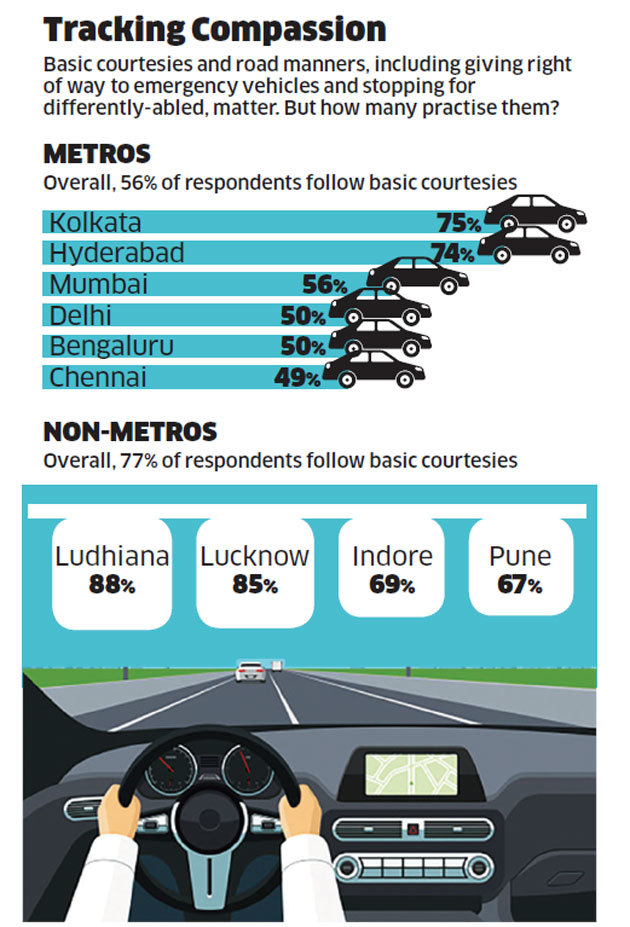 Tracking Compassion
Basic courtesies and road manners, including giving right
of way to emergency vehicles and stopping for
differently-abled, matter. But how many practise them?
METROS
Overall, 56% of respondents follow basic courtesies
Kolkata 75%
Hyderabad 74%
Mumbai 56%
Delhi 50%
Bengaluru 50%
Chennai 49%
NON-METROS
Overall, 77% of respondents follow basic courtesies
Ludhiana Lucknow Indore Pune
88% 85% 69% 67%